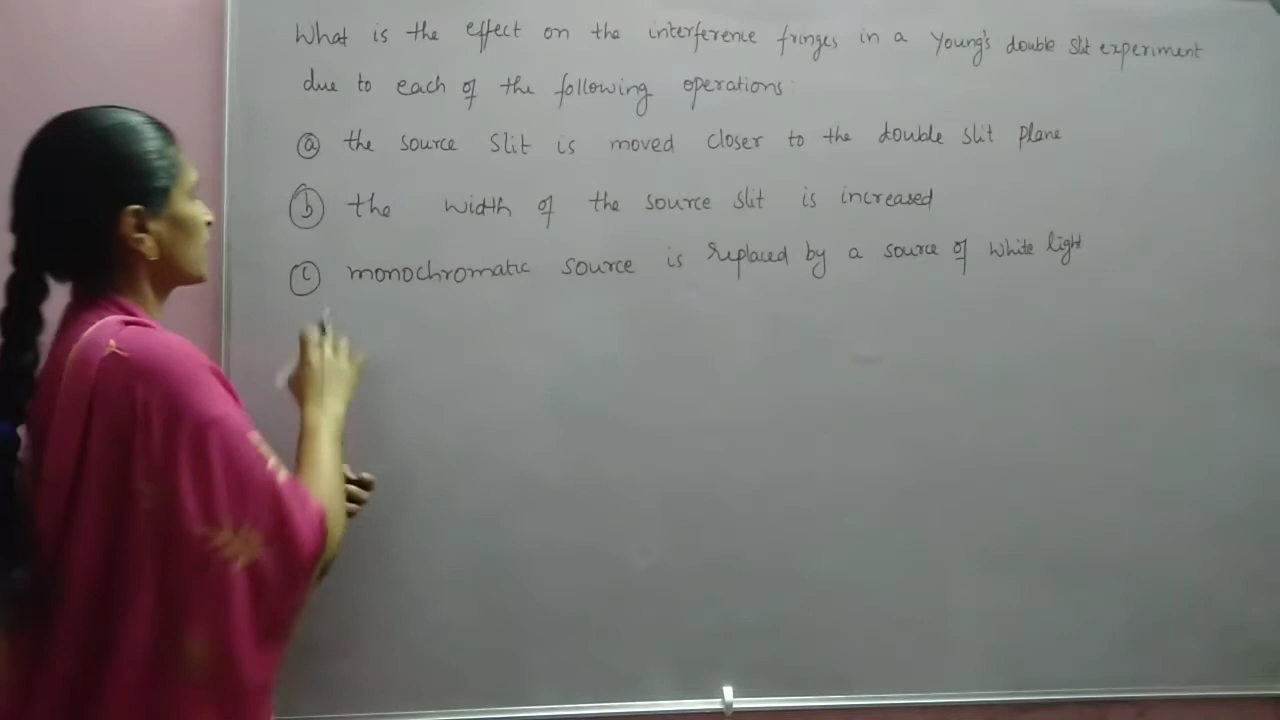 What is the effect on the interference fringes in a Young's double slit experiment
due to each of the following operations:
ⓐ the source slit is moved closer to the double slit plane
ⓑ the width of the source slit is increased
ⓒ monochromatic source is replaced by a source of white light